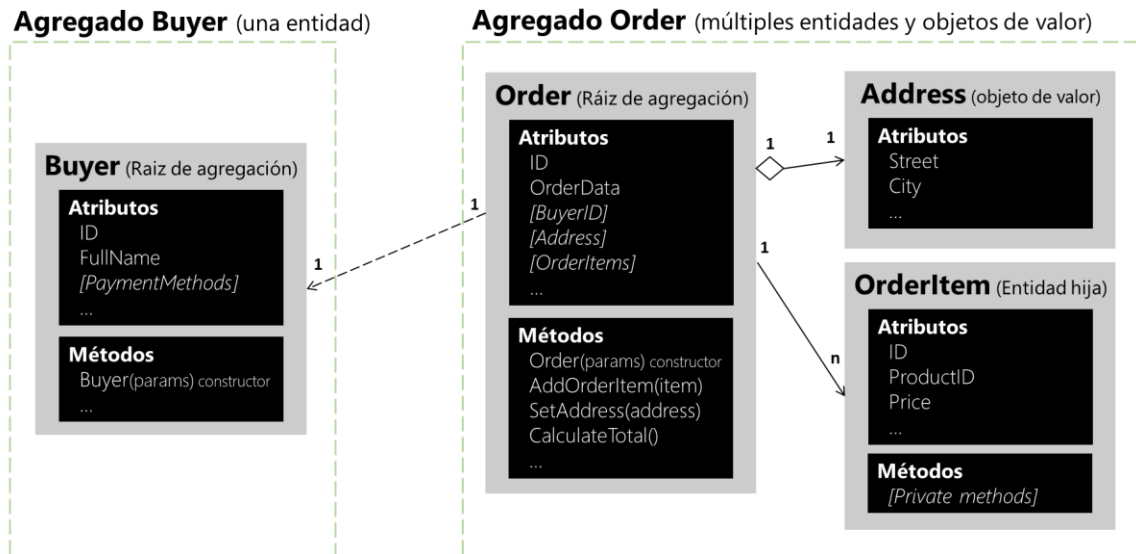 Agregado Buyer (una entidad)
Buyer (Raiz de agregación)
Atributos
ID
FullName
[PaymentMethods]
...
Métodos
Buyer(params) constructor
...
1
1
Agregado Order (múltiples entidades y objetos de valor)
Order (Ráiz de agregación)
Atributos
ID
OrderData
[BuyerID]
[Address]
[OrderItems]
...
Métodos
Order(params) constructor
AddOrderItem(item)
SetAddress(address)
CalculateTotal()
...
1
1
Address (objeto de valor)
Atributos
Street
City
...
1
n
OrderItem (Entidad hija)
Atributos
ID
ProductID
Price
...
Métodos
[Private methods]